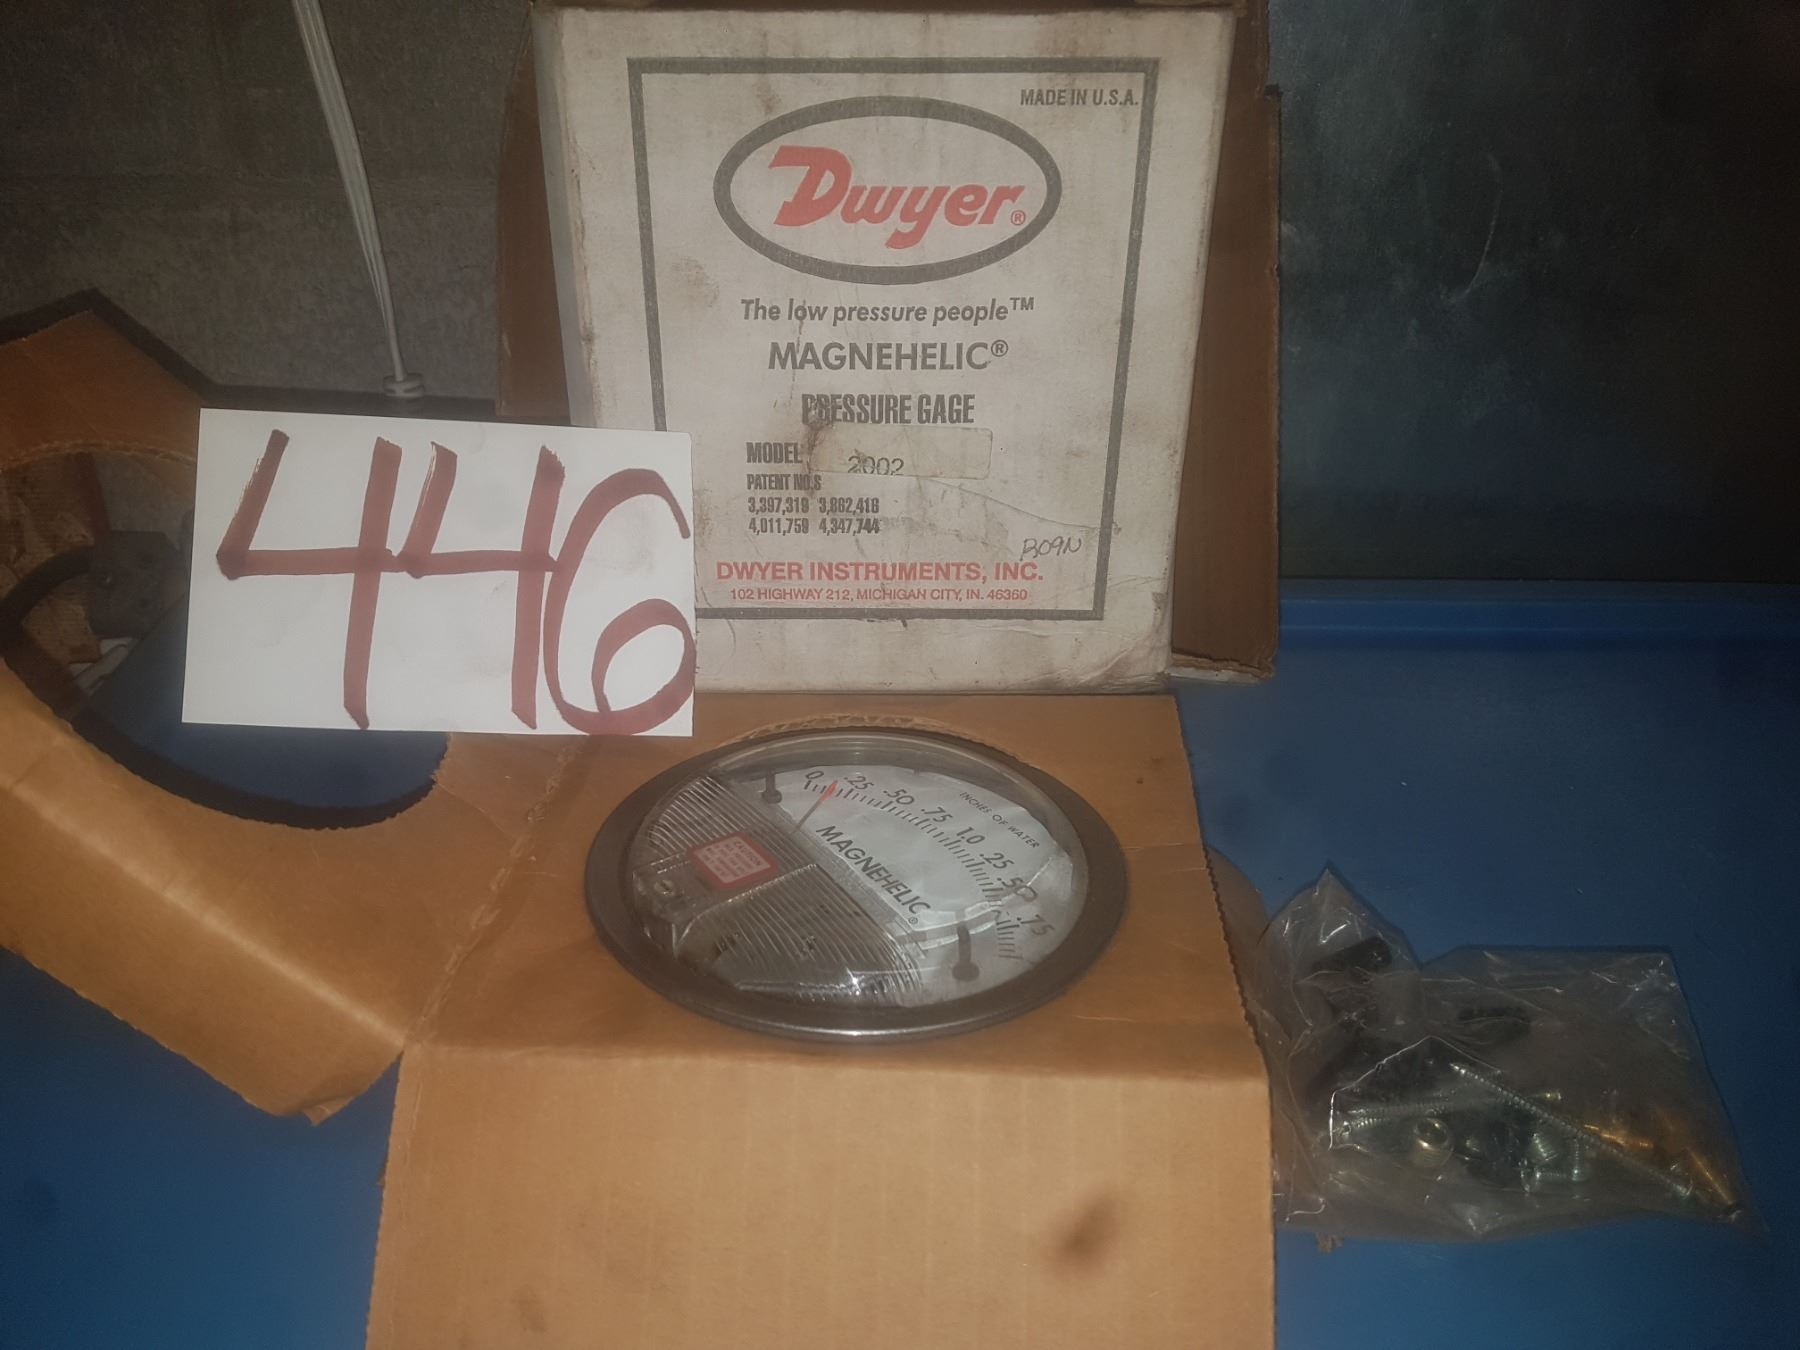 MADE IN U.S.A.
Dwyer®
The low pressure people™
MAGNEHELIC®
PRESSURE GAGE
MODEL 2002
PATENT NO.S
3,397,319 3,862,416
4,011,759 4,347,744
B09N
DWYER INSTRUMENTS, INC.
102 HIGHWAY 212, MICHIGAN CITY, IN. 46360
446
0 .25 .50 .75 1.0 .25 .50 .75
INCHES OF WATER
MAGNEHELIC®
CAUTION